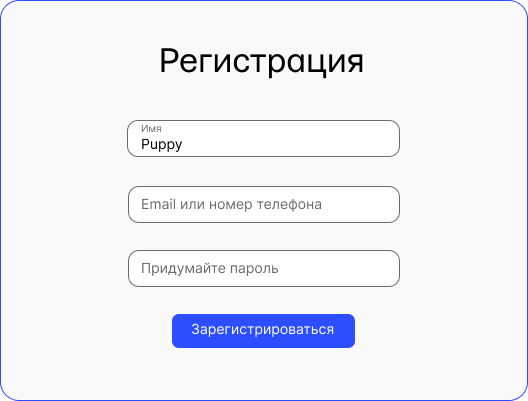 Регистрация
Имя
Puppy
Email или номер телефона
Придумайте пароль
Зарегистрироваться